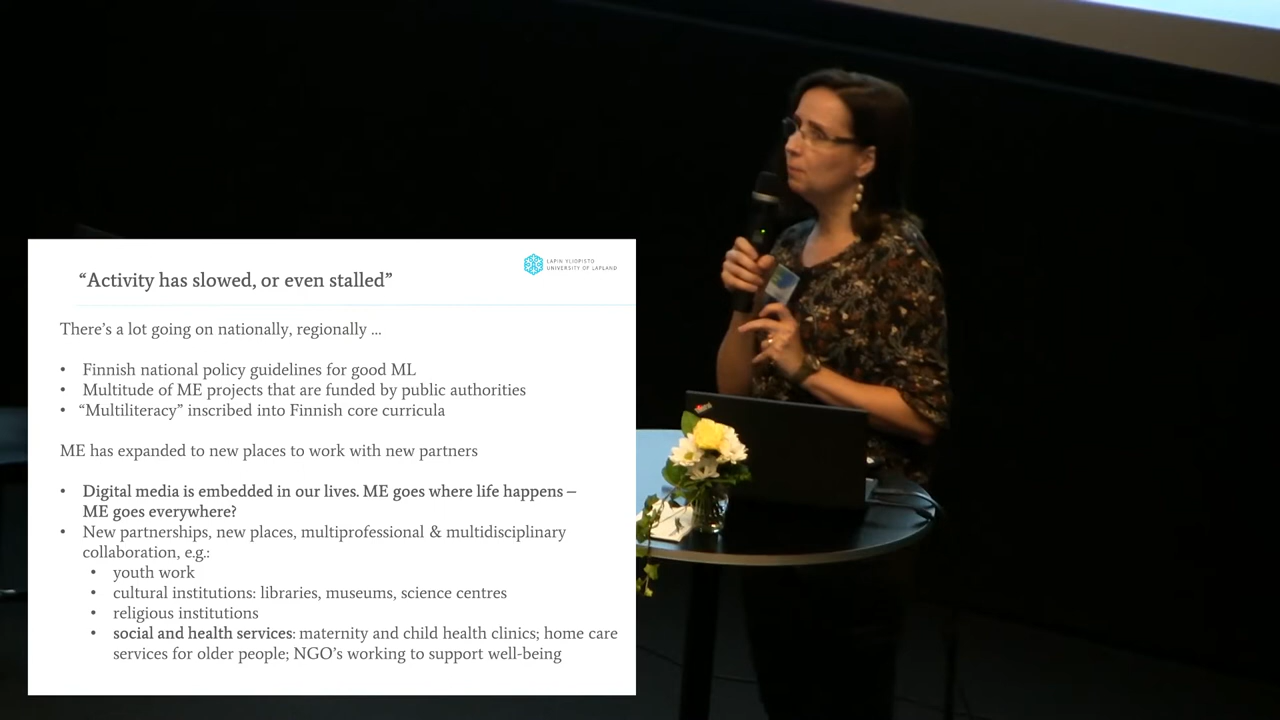 “Activity has slowed, or even stalled”
LAPIN YLIOPISTO
UNIVERSITY OF LAPLAND
There’s a lot going on nationally, regionally ...
• Finnish national policy guidelines for good ML
• Multitude of ME projects that are funded by public authorities
• “Multiliteracy” inscribed into Finnish core curricula
ME has expanded to new places to work with new partners
• Digital media is embedded in our lives. ME goes where life happens –
ME goes everywhere?
• New partnerships, new places, multiprofessional & multidisciplinary
collaboration, e.g.:
• youth work
• cultural institutions: libraries, museums, science centres
• religious institutions
• social and health services: maternity and child health clinics; home care
services for older people; NGO’s working to support well-being